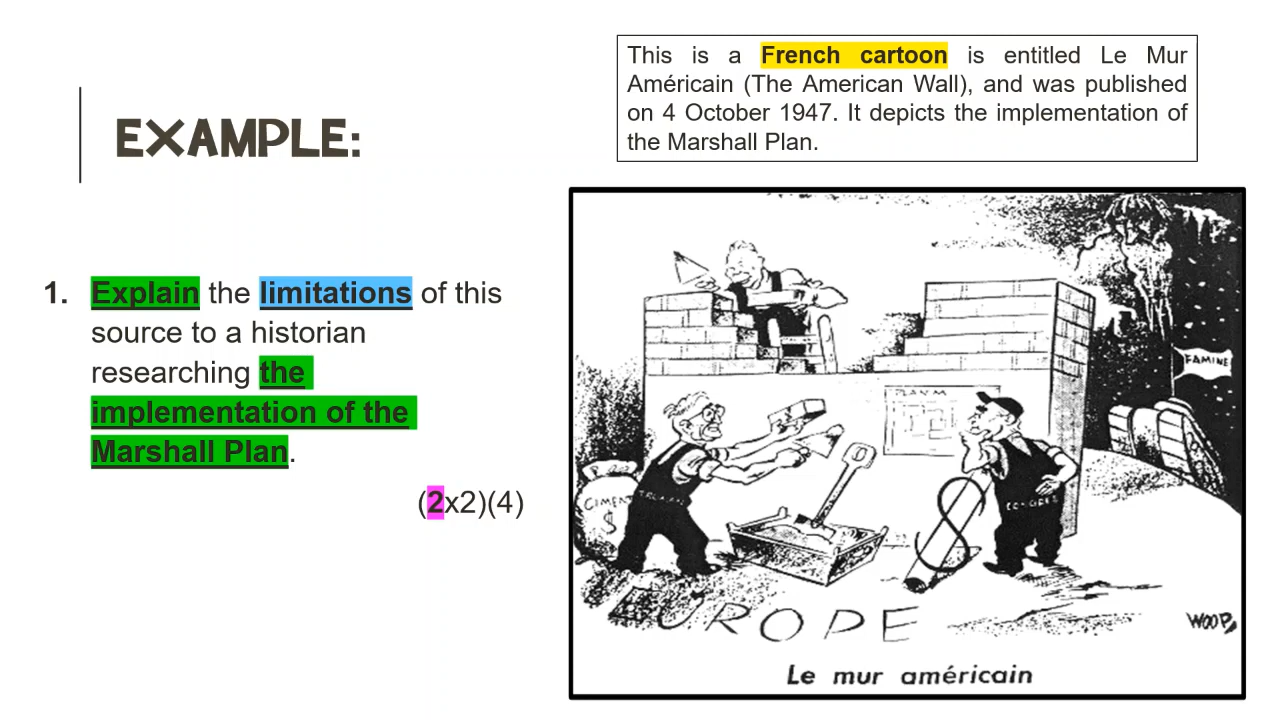 This is a French cartoon is entitled Le Mur
Américain (The American Wall), and was published
on 4 October 1947. It depicts the implementation of
the Marshall Plan.
EXAMPLE:
1. Explain the limitations of this
source to a historian
researching the
implementation of the
Marshall Plan.
(2x2)(4)
PLAN M
FAMINE
CIMENT
$
TRUMAN
$
EUROPE
WOOP
Le mur américain